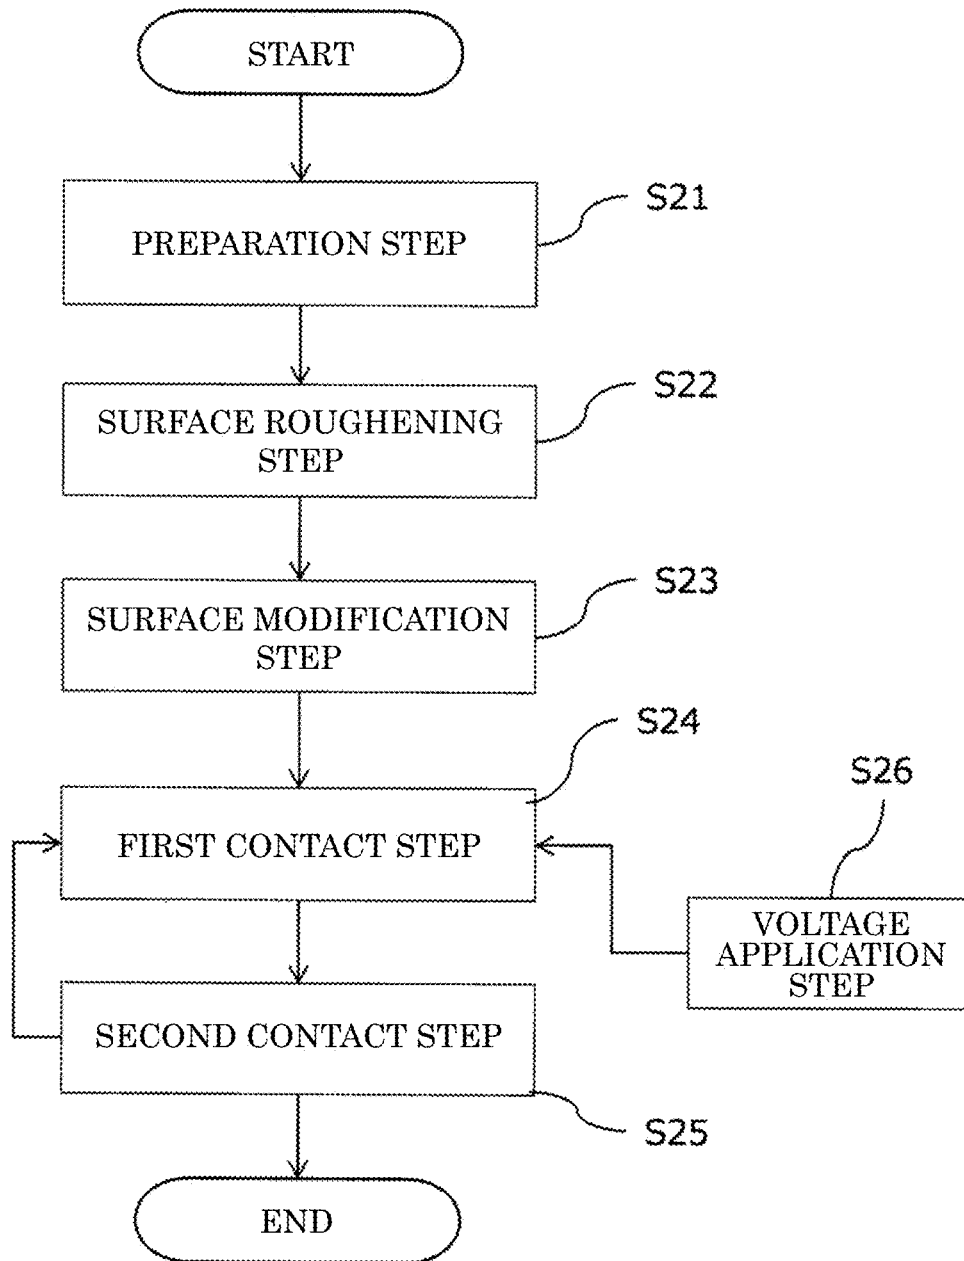 START
S21
PREPARATION STEP
S22
SURFACE ROUGHENING
STEP
S23
SURFACE MODIFICATION
STEP
S24
FIRST CONTACT STEP
S26
VOLTAGE
APPLICATION
STEP
SECOND CONTACT STEP
S25
END